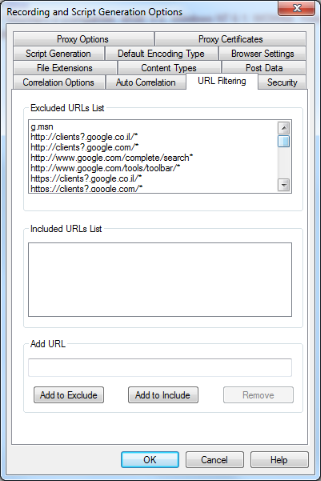 Recording and Script Generation Options
Proxy Options Proxy Certificates
Script Generation Default Encoding Type Browser Settings
File Extensions Content Types Post Data
Correlation Options Auto Correlation URL Filtering Security
Excluded URLs List
g.msn
http://clients?.google.co.il/*
http://clients?.google.com/*
http://www.google.com/complete/search*
http://www.google.com/tools/toolbar/*
https://clients?.google.co.il/*
https://clients?.google.com/*
Included URLs List
Add URL
Add to Exclude Add to Include Remove
OK Cancel Help